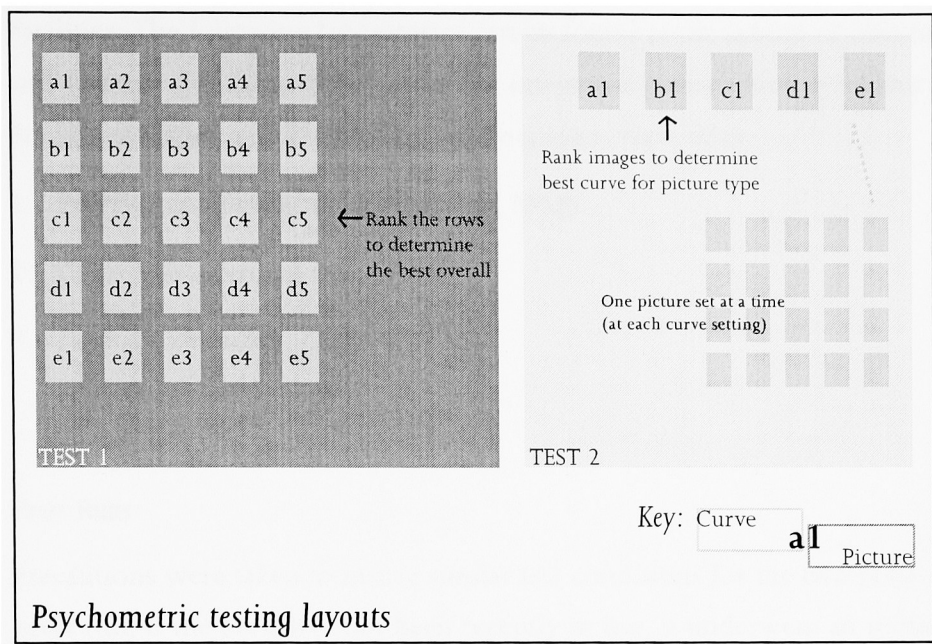 a1 a2 a3 a4 a5
b1 b2 b3 b4 b5
c1 c2 c3 c4 c5
d1 d2 d3 d4 d5
e1 e2 e3 e4 e5
←Rank the rows
to determine
the best overall
TEST 1
a1 b1 c1 d1 e1
↑
Rank images to determine
best curve for picture type
One picture set at a time
(at each curve setting)
TEST 2
Key: Curve
a1
Picture
Psychometric testing layouts